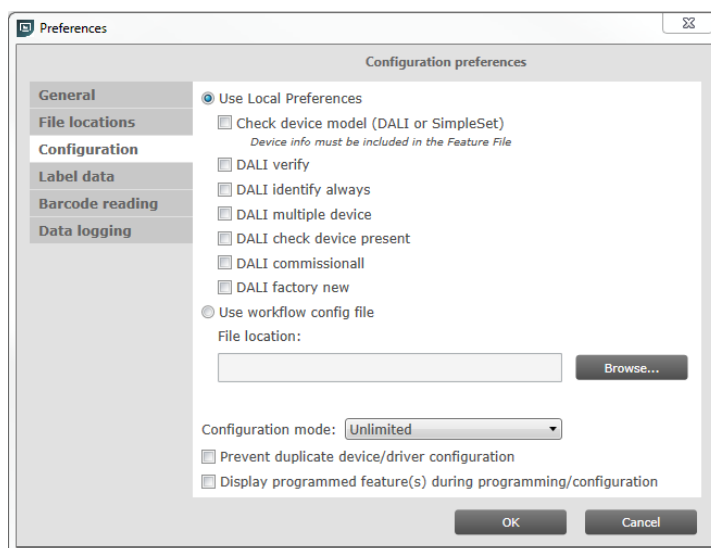 Preferences
Configuration preferences
General
File locations
Configuration
Label data
Barcode reading
Data logging
Use Local Preferences
Check device model (DALI or SimpleSet)
Device info must be included in the Feature File
DALI verify
DALI identify always
DALI multiple device
DALI check device present
DALI commissionall
DALI factory new
Use workflow config file
File location:
Browse...
Configuration mode: Unlimited
Prevent duplicate device/driver configuration
Display programmed feature(s) during programming/configuration
OK Cancel